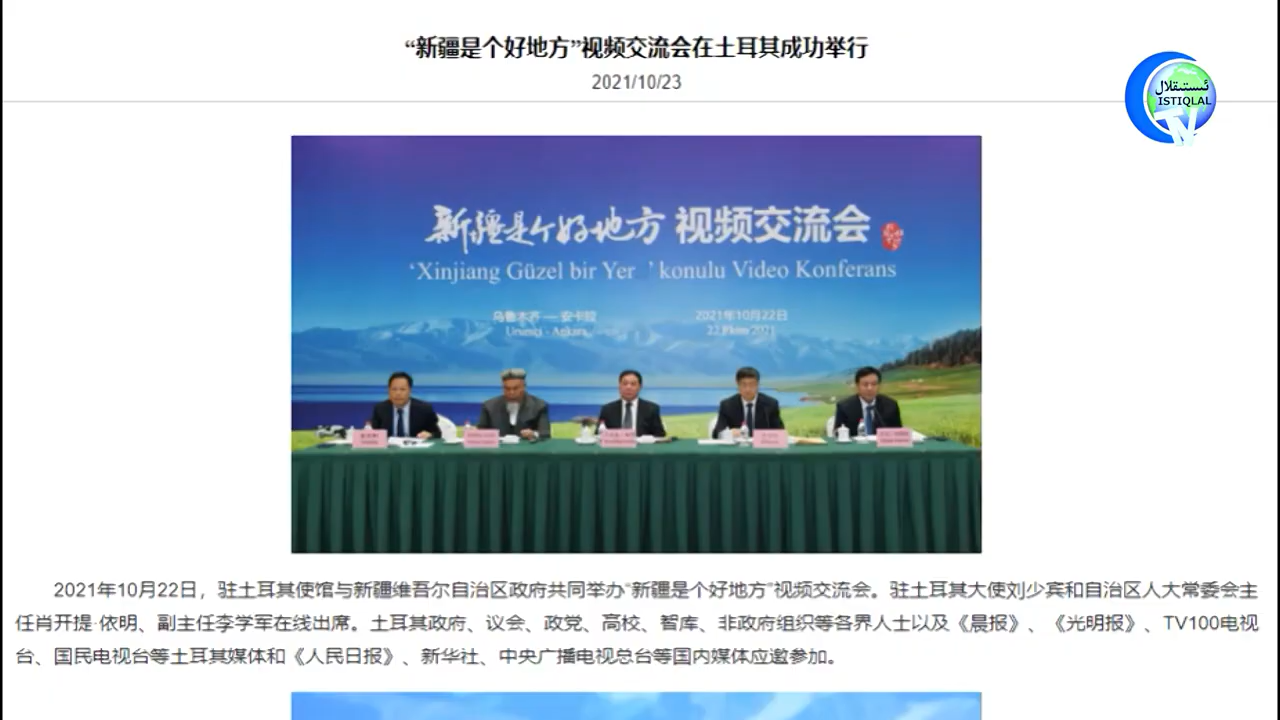 “新疆是个好地方”视频交流会在土耳其成功举行
2021/10/23
ئىستىقلال
ISTIQLAL
TV
新疆是个好地方 视频交流会
‘Xinjiang Güzel bir Yer ’ konulu Video Konferans
乌鲁木齐 — 安卡拉
2021年10月22日
Urumçi - Ankara
22 Ekim 2021
2021年10月22日，驻土耳其使馆与新疆维吾尔自治区政府共同举办“新疆是个好地方”视频交流会。驻土耳其大使刘少宾和自治区人大常委会主
任肖开提·依明、副主任李学军在线出席。土耳其政府、议会、政党、高校、智库、非政府组织等各界人士以及《晨报》、《光明报》、TV100电视
台、国民电视台等土耳其媒体和《人民日报》、新华社、中央广播电视总台等国内媒体应邀参加。